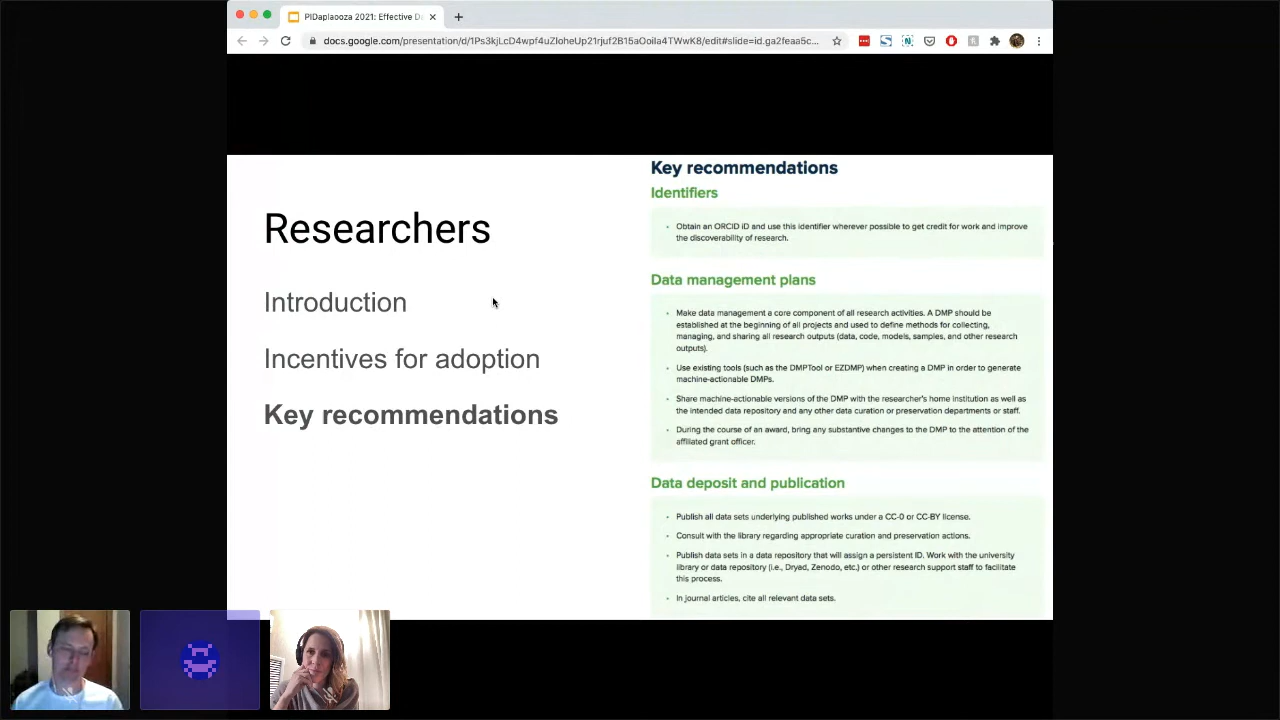 PIDaplaooza 2021: Effective D
docs.google.com/presentation/d/1Ps3kjLcD4wpf4uZIoheUp21rjuf2B15aOoiIa4TWwK8/edit#slide=id.ga2feaa5c...
Researchers
Introduction
Incentives for adoption
Key recommendations
Key recommendations
Identifiers
Obtain an ORCID iD and use this identifier wherever possible to get credit for work and improve
the discoverability of research.
Data management plans
Make data management a core component of all research activities. A DMP should be
established at the beginning of all projects and used to define methods for collecting,
managing, and sharing all research outputs (data, code, models, samples, and other research
outputs).
Use existing tools (such as the DMPTool or EZDMP) when creating a DMP in order to generate
machine-actionable DMPs.
Share machine-actionable versions of the DMP with the researcher's home institution as well as
the intended data repository and any other data curation or preservation departments or staff.
During the course of an award, bring any substantive changes to the DMP to the attention of the
affiliated grant officer.
Data deposit and publication
Publish all data sets underlying published works under a CC-0 or CC-BY license.
Consult with the library regarding appropriate curation and preservation actions.
Publish data sets in a data repository that will assign a persistent ID. Work with the university
library or data repository (i.e., Dryad, Zenodo, etc.) or other research support staff to facilitate
this process.
In journal articles, cite all relevant data sets.